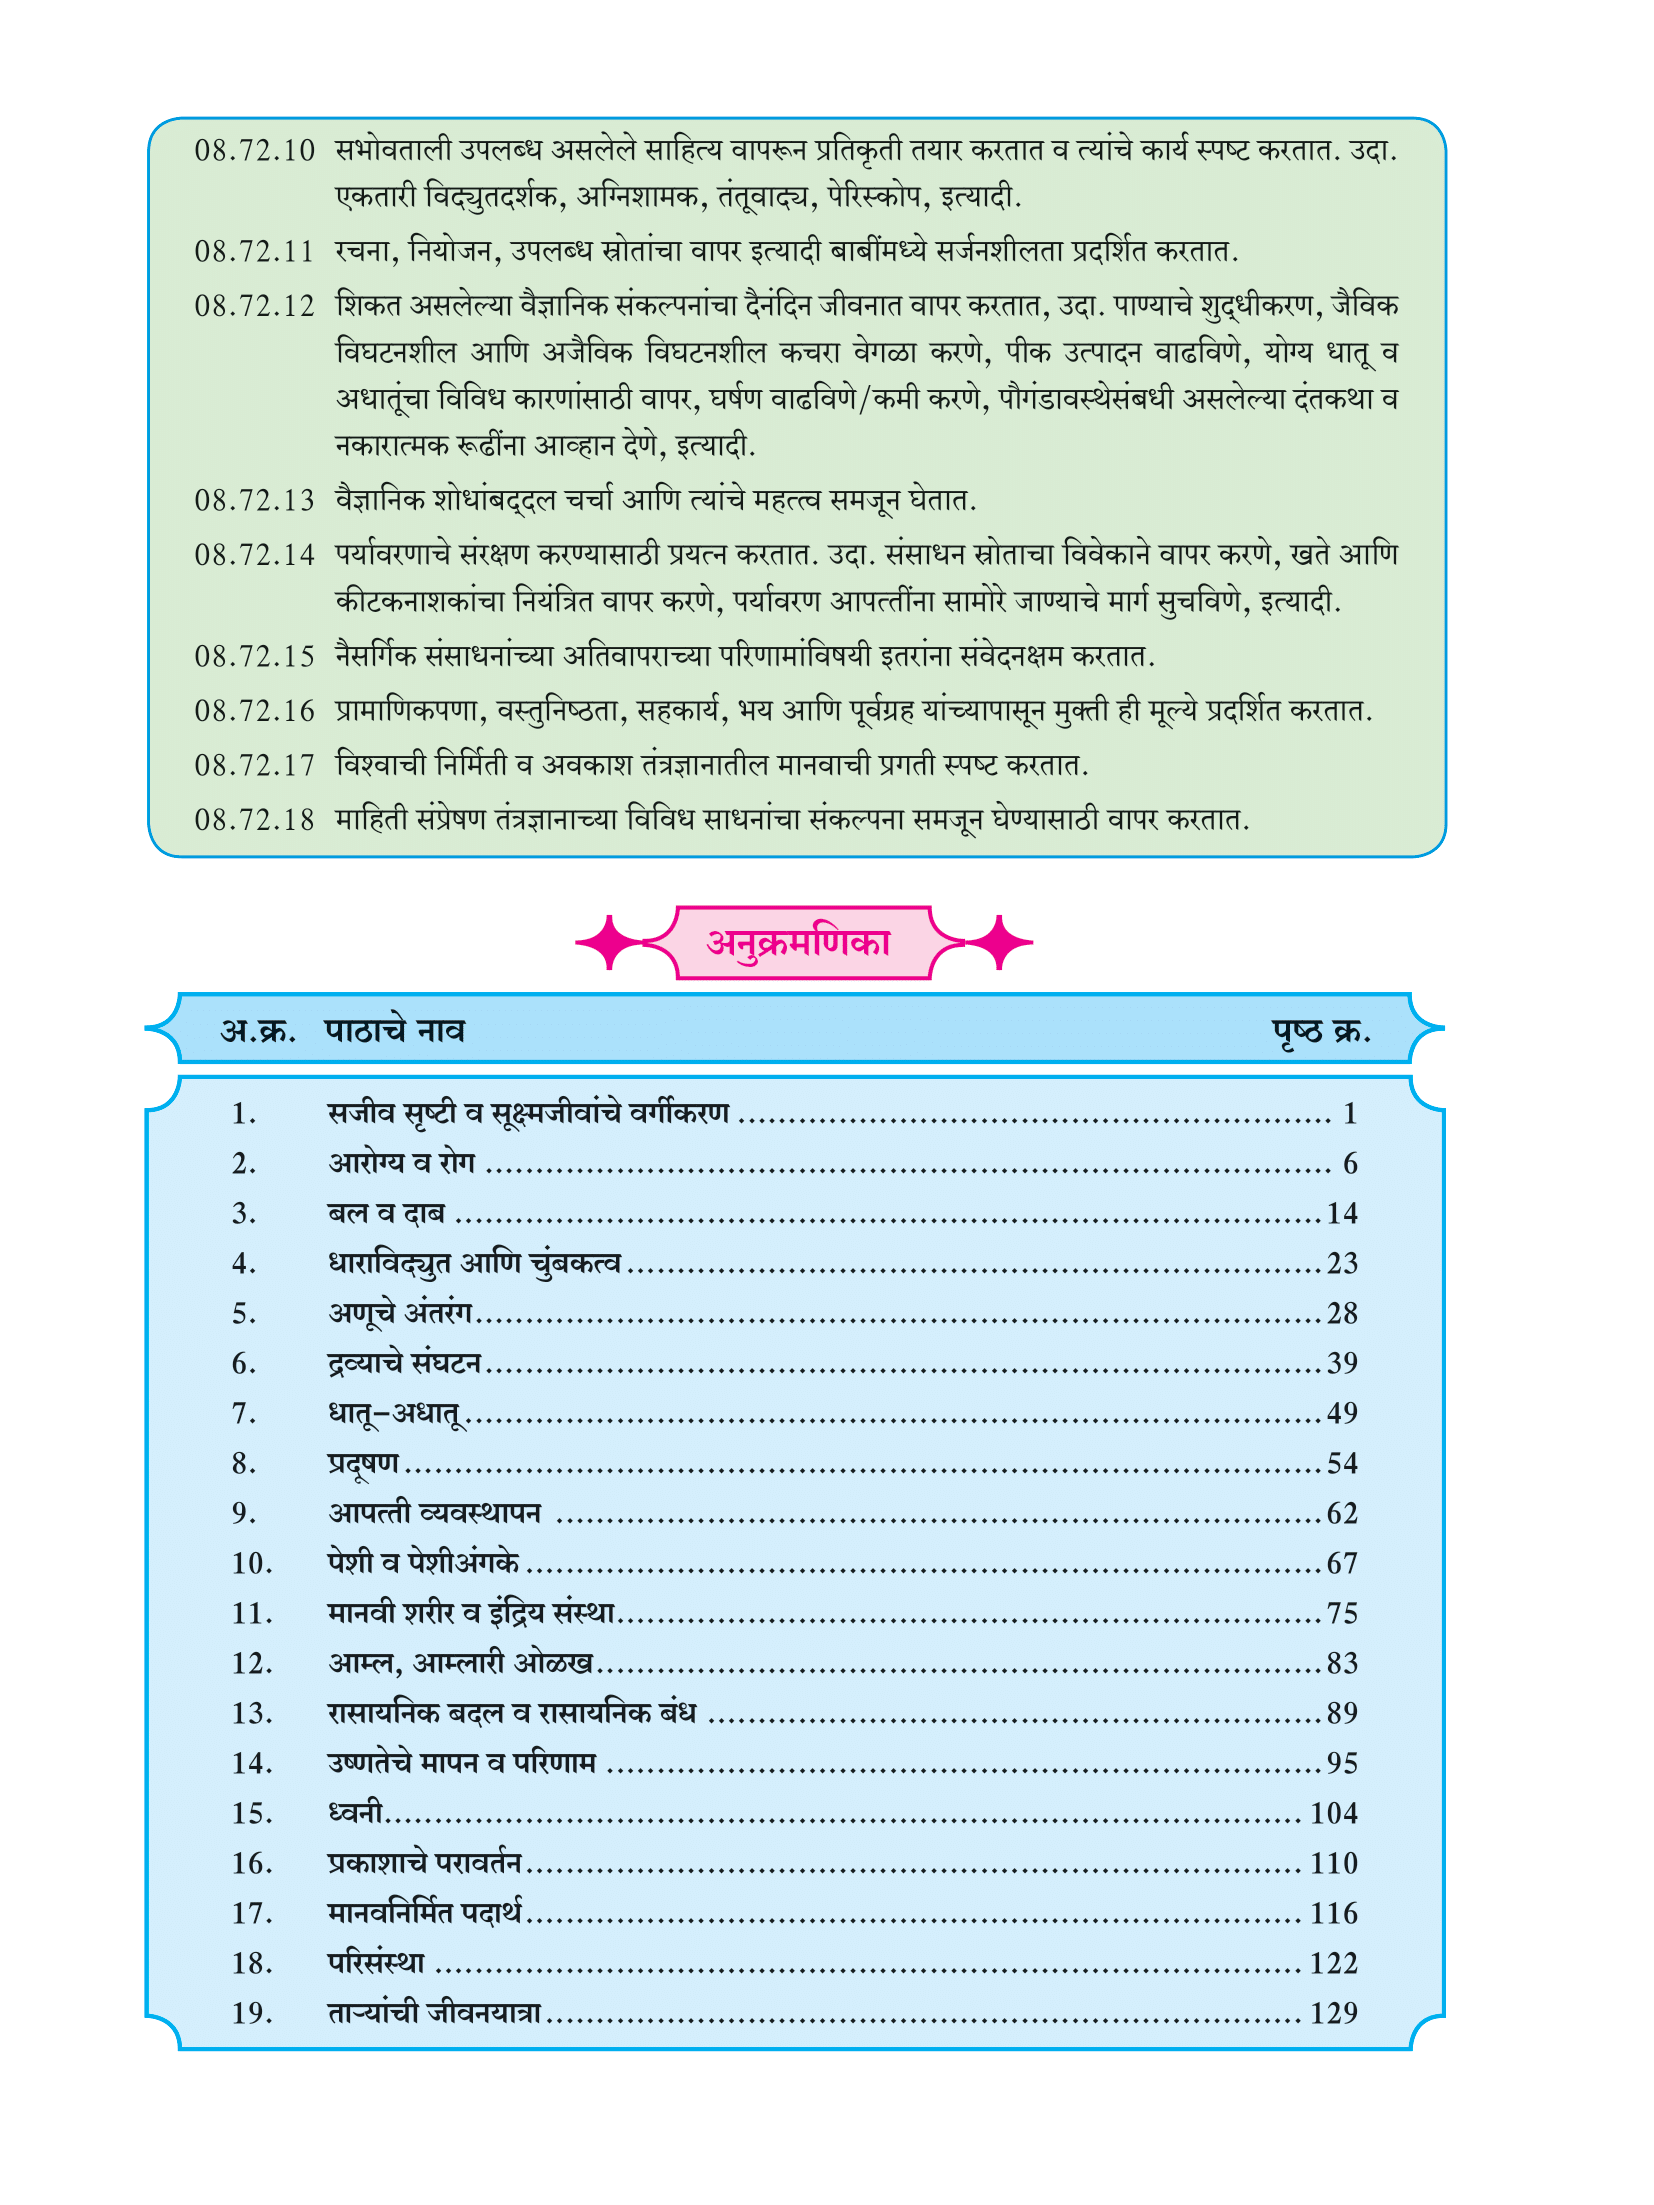 08.72.10 सभोवताली उपलब्ध असलेले साहित्य वापरून प्रतिकृती तयार करतात व त्यांचे कार्य स्पष्ट करतात. उदा.
एकतारी विद्युतदर्शक, अग्निशामक, तंतूवाद्य, पेरिस्कोप, इत्यादी.
08.72.11 रचना, नियोजन, उपलब्ध स्रोतांचा वापर इत्यादी बाबींमध्ये सर्जनशीलता प्रदर्शित करतात.
08.72.12 शिकत असलेल्या वैज्ञानिक संकल्पनांचा दैनंदिन जीवनात वापर करतात, उदा. पाण्याचे शुद्धीकरण, जैविक
विघटनशील आणि अजैविक विघटनशील कचरा वेगळा करणे, पीक उत्पादन वाढविणे, योग्य धातू व
अधातूंचा विविध कारणांसाठी वापर, घर्षण वाढविणे/कमी करणे, पौगंडावस्थेसंबधी असलेल्या दंतकथा व
नकारात्मक रूढींना आव्हान देणे, इत्यादी.
08.72.13 वैज्ञानिक शोधांबद्दल चर्चा आणि त्यांचे महत्त्व समजून घेतात.
08.72.14 पर्यावरणाचे संरक्षण करण्यासाठी प्रयत्न करतात. उदा. संसाधन स्रोताचा विवेकाने वापर करणे, खते आणि
कीटकनाशकांचा नियंत्रित वापर करणे, पर्यावरण आपत्तींना सामोरे जाण्याचे मार्ग सुचविणे, इत्यादी.
08.72.15 नैसर्गिक संसाधनांच्या अतिवापराच्या परिणामांविषयी इतरांना संवेदनक्षम करतात.
08.72.16 प्रामाणिकपणा, वस्तुनिष्ठता, सहकार्य, भय आणि पूर्वग्रह यांच्यापासून मुक्ती ही मूल्ये प्रदर्शित करतात.
08.72.17 विश्वाची निर्मिती व अवकाश तंत्रज्ञानातील मानवाची प्रगती स्पष्ट करतात.
08.72.18 माहिती संप्रेषण तंत्रज्ञानाच्या विविध साधनांचा संकल्पना समजून घेण्यासाठी वापर करतात.
अनुक्रमणिका
अ.क्र. पाठाचे नाव पृष्ठ क्र.
1. सजीव सृष्टी व सूक्ष्मजीवांचे वर्गीकरण ........ 1
2. आरोग्य व रोग ........ 6
3. बल व दाब ........ 14
4. धाराविद्युत आणि चुंबकत्व ........ 23
5. अणूचे अंतरंग ........ 28
6. द्रव्याचे संघटन ........ 39
7. धातू-अधातू ........ 49
8. प्रदूषण ........ 54
9. आपत्ती व्यवस्थापन ........ 62
10. पेशी व पेशीअंगके ........ 67
11. मानवी शरीर व इंद्रिय संस्था ........ 75
12. आम्ल, आम्लारी ओळख ........ 83
13. रासायनिक बदल व रासायनिक बंध ........ 89
14. उष्णतेचे मापन व परिणाम ........ 95
15. ध्वनी ........ 104
16. प्रकाशाचे परावर्तन ........ 110
17. मानवनिर्मित पदार्थ ........ 116
18. परिसंस्था ........ 122
19. ताऱ्यांची जीवनयात्रा ........ 129